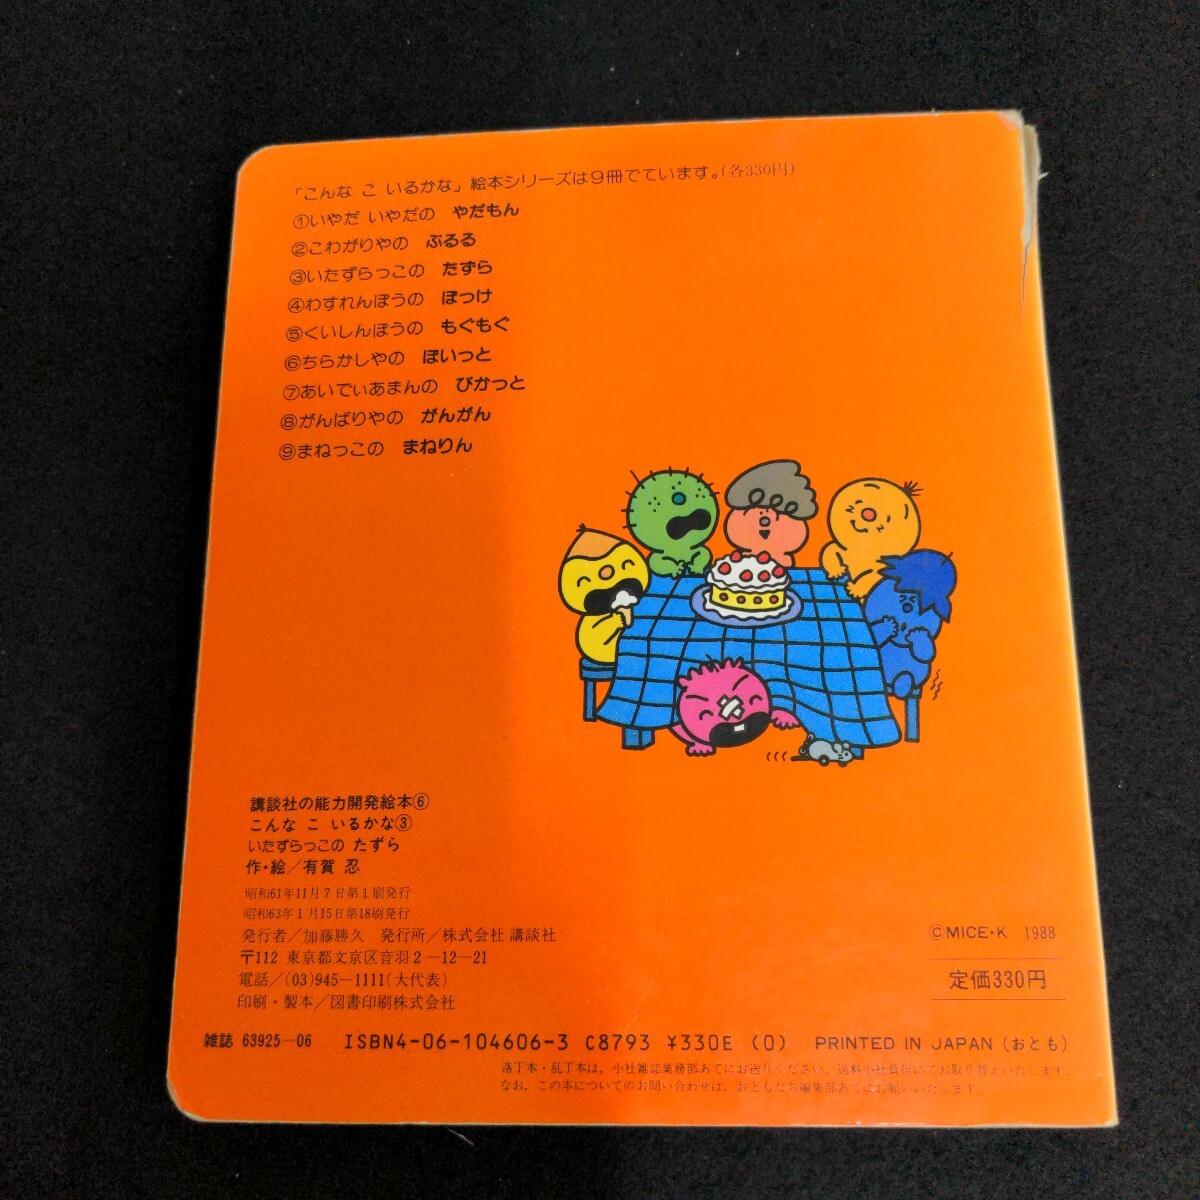 「こんな こ いるかな」絵本シリーズは9冊でています。(各330円)
①いやだ いやだの やだもん
②こわがりやの ぶるる
③いたずらっこの たずら
④わすれんぼうの ぽっけ
⑤くいしんぼうの もぐもぐ
⑥ちらかしやの ぽいっと
⑦あいでぃあまんの ぴかっと
⑧がんばりやの がんがん
⑨まねっこの まねりん
講談社の能力開発絵本⑥
こんな こ いるかな③
いたずらっこの たずら
作・絵/有賀 忍
昭和61年11月7日第1刷発行
昭和63年1月15日第18刷発行
発行者/加藤勝久 発行所/株式会社 講談社
〒112 東京都文京区音羽2-12-21
電話/(03)945-1111(大代表)
印刷・製本/図書印刷株式会社
©MICE・K 1988
定価330円
雑誌 63925-06 ISBN4-06-104606-3 C8793 ¥330E (0) PRINTED IN JAPAN (おとも)
落丁本・乱丁本は、小社雑誌業務部あてにお送りください。送料小社負担にてお取り替えいたします。
なお、この本についてのお問い合わせは、おともだち編集部あてにお願いいたします。